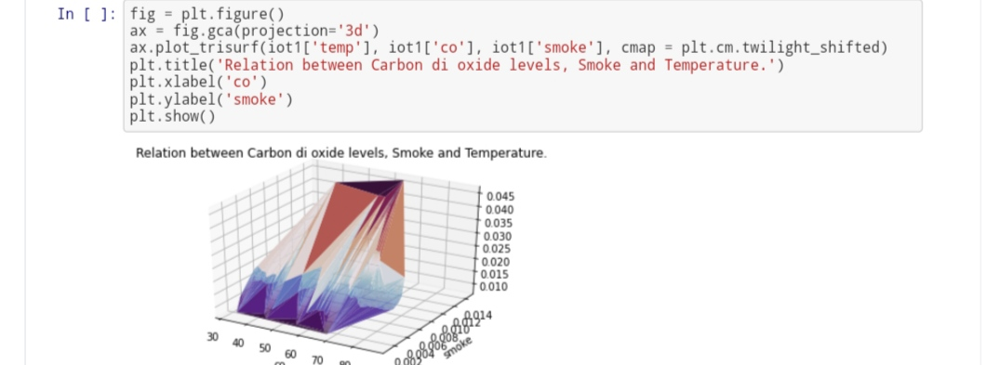 In [ ]: fig = plt.figure()
ax = fig.gca(projection='3d')
ax.plot_trisurf(iot1['temp'], iot1['co'], iot1['smoke'], cmap = plt.cm.twilight_shifted)
plt.title('Relation between Carbon di oxide levels, Smoke and Temperature.')
plt.xlabel('co')
plt.ylabel('smoke')
plt.show()
Relation between Carbon di oxide levels, Smoke and Temperature.
0.045
0.040
0.035
0.030
0.025
0.020
0.015
0.010
0.014
0.012
0.010
0.008
0.006
0.004
0.002
smoke
30 40 50 60 70